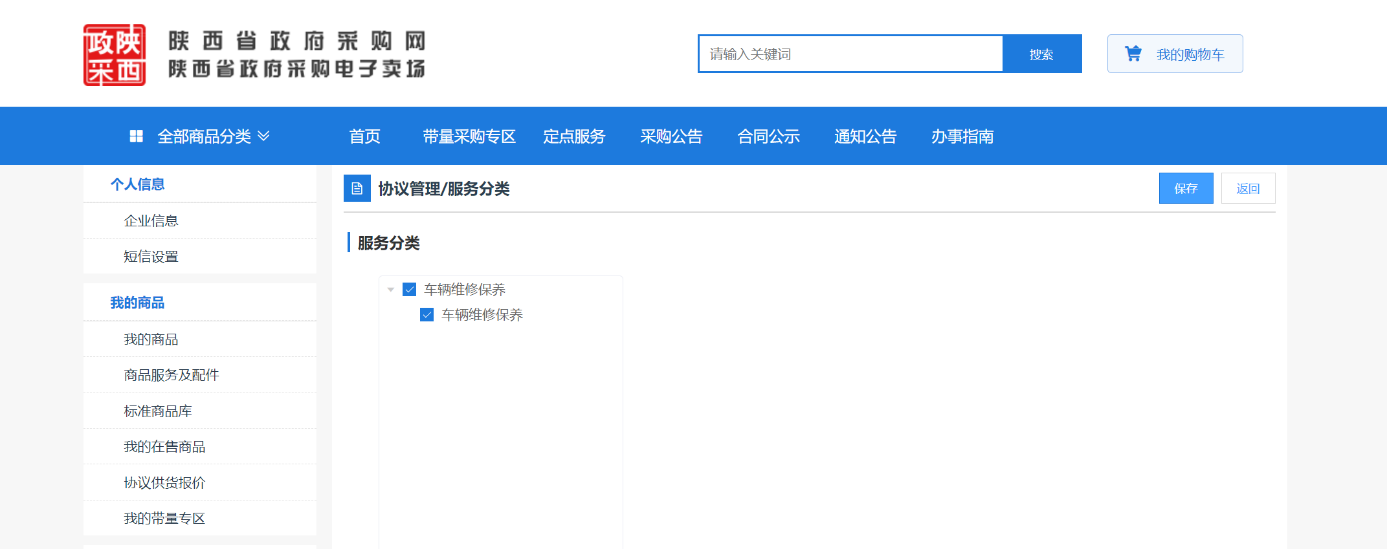 政陕
采西
陕西省政府采购网
陕西省政府采购电子卖场
请输入关键词
搜索
我的购物车
全部商品分类
首页
带量采购专区
定点服务
采购公告
合同公示
通知公告
办事指南
个人信息
企业信息
短信设置
我的商品
我的商品
商品服务及配件
标准商品库
我的在售商品
协议供货报价
我的带量专区
协议管理/服务分类
保存
返回
服务分类
车辆维修保养
车辆维修保养